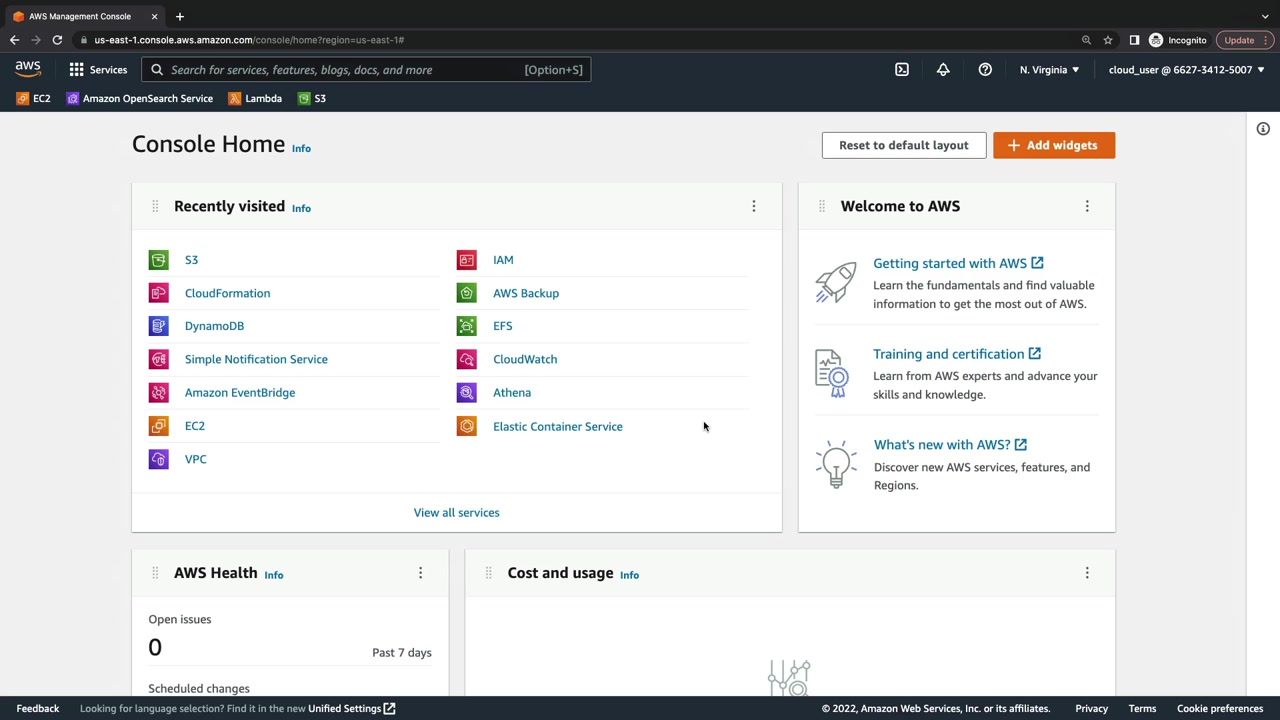 AWS Management Console
us-east-1.console.aws.amazon.com/console/home?region=us-east-1#
Incognito
Update
aws
Services
Search for services, features, blogs, docs, and more
[Option+S]
N. Virginia
cloud_user @ 6627-3412-5007
EC2
Amazon OpenSearch Service
Lambda
S3
Console Home Info
Reset to default layout
Add widgets
Recently visited Info
S3
CloudFormation
DynamoDB
Simple Notification Service
Amazon EventBridge
EC2
VPC
IAM
AWS Backup
EFS
CloudWatch
Athena
Elastic Container Service
View all services
Welcome to AWS
Getting started with AWS
Learn the fundamentals and find valuable
information to get the most out of AWS.
Training and certification
Learn from AWS experts and advance your
skills and knowledge.
What's new with AWS?
Discover new AWS services, features, and
Regions.
AWS Health Info
Open issues
0
Past 7 days
Scheduled changes
Cost and usage Info
Feedback
Looking for language selection? Find it in the new Unified Settings
© 2022, Amazon Web Services, Inc. or its affiliates.
Privacy
Terms
Cookie preferences